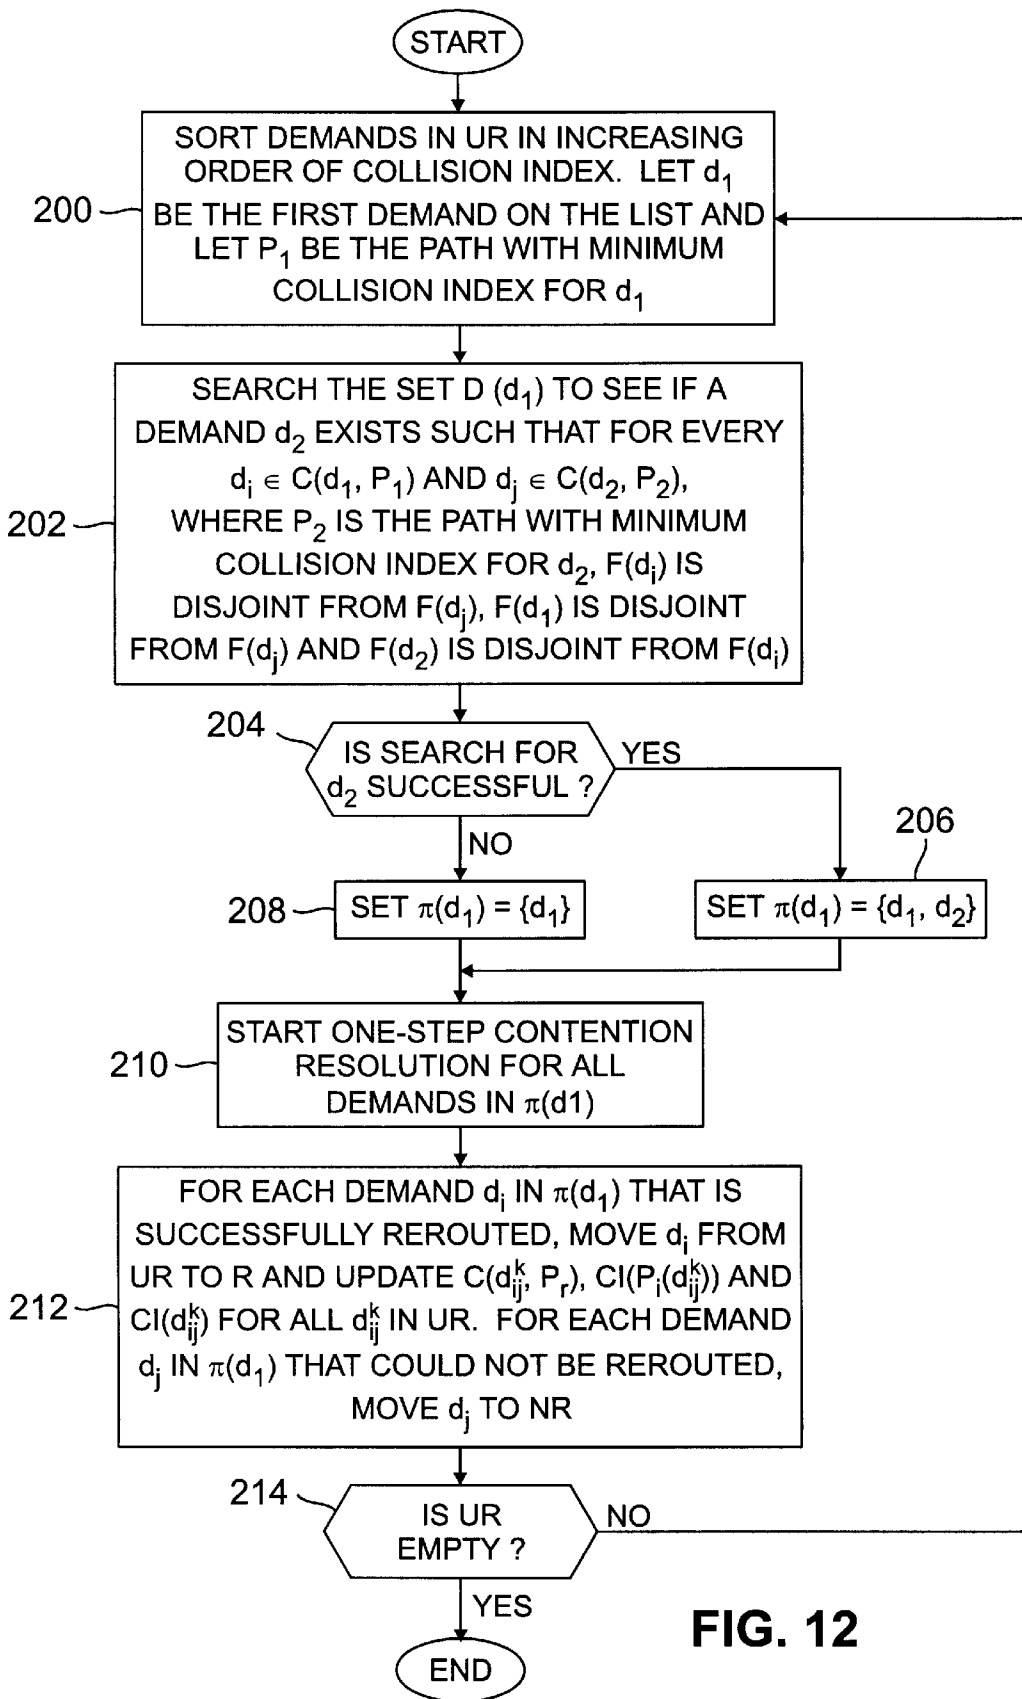 START
SORT DEMANDS IN UR IN INCREASING
ORDER OF COLLISION INDEX. LET d₁
BE THE FIRST DEMAND ON THE LIST AND
LET P₁ BE THE PATH WITH MINIMUM
COLLISION INDEX FOR d₁
200
SEARCH THE SET D (d₁) TO SEE IF A
DEMAND d₂ EXISTS SUCH THAT FOR EVERY
dᵢ ∈ C(d₁, P₁) AND dⱼ ∈ C(d₂, P₂),
WHERE P₂ IS THE PATH WITH MINIMUM
COLLISION INDEX FOR d₂, F(dᵢ) IS
DISJOINT FROM F(dⱼ), F(d₁) IS DISJOINT
FROM F(dⱼ) AND F(d₂) IS DISJOINT FROM F(dᵢ)
202
204
IS SEARCH FOR
d₂ SUCCESSFUL ?
YES
NO
206
208
SET π(d₁) = {d₁}
SET π(d₁) = {d₁, d₂}
START ONE-STEP CONTENTION
RESOLUTION FOR ALL
DEMANDS IN π(d1)
210
FOR EACH DEMAND dᵢ IN π(d₁) THAT IS
SUCCESSFULLY REROUTED, MOVE dᵢ FROM
UR TO R AND UPDATE C(dᵢⱼᵏ, Pᵣ), CI(Pᵢ(dᵢⱼᵏ)) AND
CI(dᵢⱼᵏ) FOR ALL dᵢⱼᵏ IN UR. FOR EACH DEMAND
dⱼ IN π(d₁) THAT COULD NOT BE REROUTED,
MOVE dⱼ TO NR
212
214
IS UR
EMPTY ?
NO
YES
END
FIG. 12